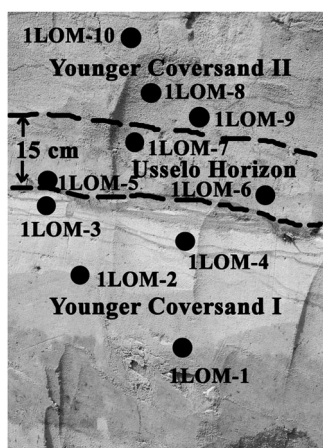 1LOM-10
Younger Coversand II
1LOM-8
1LOM-9
15 cm
1LOM-7
Usselo Horizon
1LOM-5
1LOM-6
1LOM-3
1LOM-4
1LOM-2
Younger Coversand I
1LOM-1